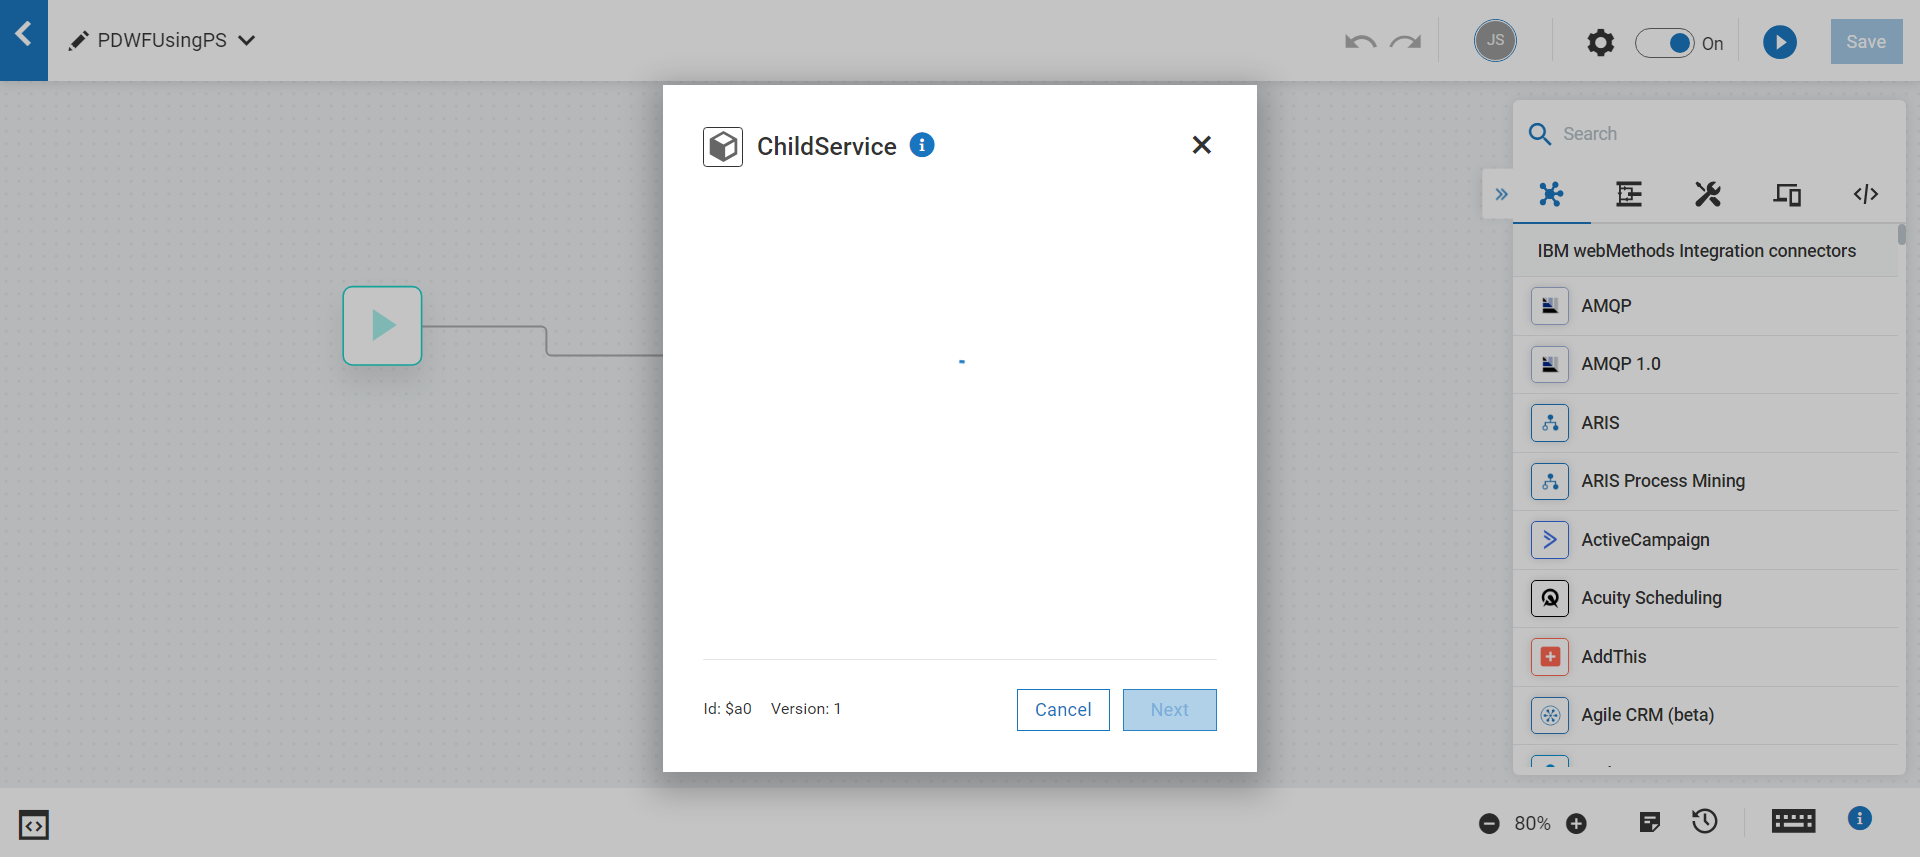 PDWFUsingPS
JS
On
Save
ChildService
Id: $a0 Version: 1
Cancel
Next
Search
IBM webMethods Integration connectors
AMQP
AMQP 1.0
ARIS
ARIS Process Mining
ActiveCampaign
Acuity Scheduling
AddThis
Agile CRM (beta)
80%